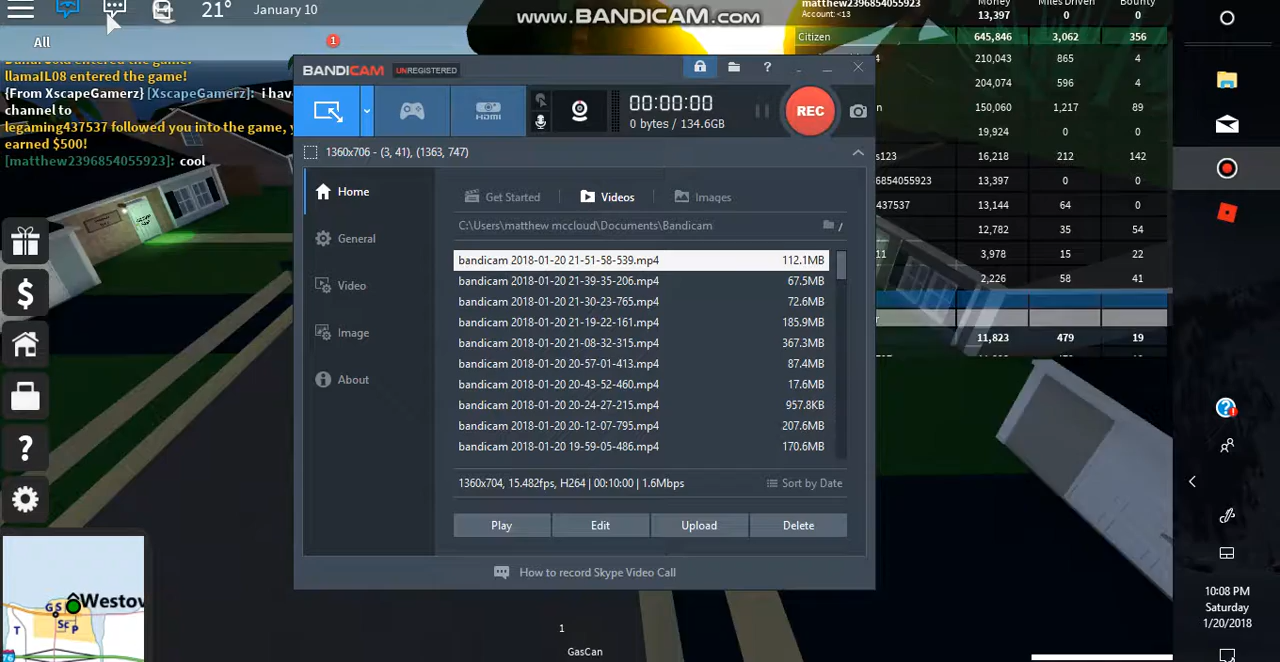 21° January 10
www.BANDICAM.com
matthew2396854055923
Account: <13
Money Miles Driven Bounty
13,397 0 0
All
1
Citizen 645,846 3,062 356
210,043 865 4
204,074 596 4
150,060 1,217 89
19,924
s123 16,218 212 142
6854055923 13,397 0 0
437537 13,144 64 0
12,782 35 54
11 3,978 15 22
2,226 58 41
11,823 479 19
llamaIL08 entered the game!
{From XscapeGamerz} [XscapeGamerz]: i hav
channel to
legaming437537 followed you into the game, y
earned $500!
[matthew2396854055923]: cool
BANDICAM UNREGISTERED
HDMI
00:00:00
0 bytes / 134.6GB
REC
1360x706 - (3, 41), (1363, 747)
Home
General
Video
Image
About
Get Started Videos Images
C:\Users\matthew mccloud\Documents\Bandicam
bandicam 2018-01-20 21-51-58-539.mp4 112.1MB
bandicam 2018-01-20 21-39-35-206.mp4 67.5MB
bandicam 2018-01-20 21-30-23-765.mp4 72.6MB
bandicam 2018-01-20 21-19-22-161.mp4 185.9MB
bandicam 2018-01-20 21-08-32-315.mp4 367.3MB
bandicam 2018-01-20 20-57-01-413.mp4 87.4MB
bandicam 2018-01-20 20-43-52-460.mp4 17.6MB
bandicam 2018-01-20 20-24-27-215.mp4 957.8KB
bandicam 2018-01-20 20-12-07-795.mp4 207.6MB
bandicam 2018-01-20 19-59-05-486.mp4 170.6MB
1360x704, 15.482fps, H264 | 00:10:00 | 1.6Mbps Sort by Date
Play Edit Upload Delete
How to record Skype Video Call
Westov
G S
Sc P
T
76
1
GasCan
10:08 PM
Saturday
1/20/2018